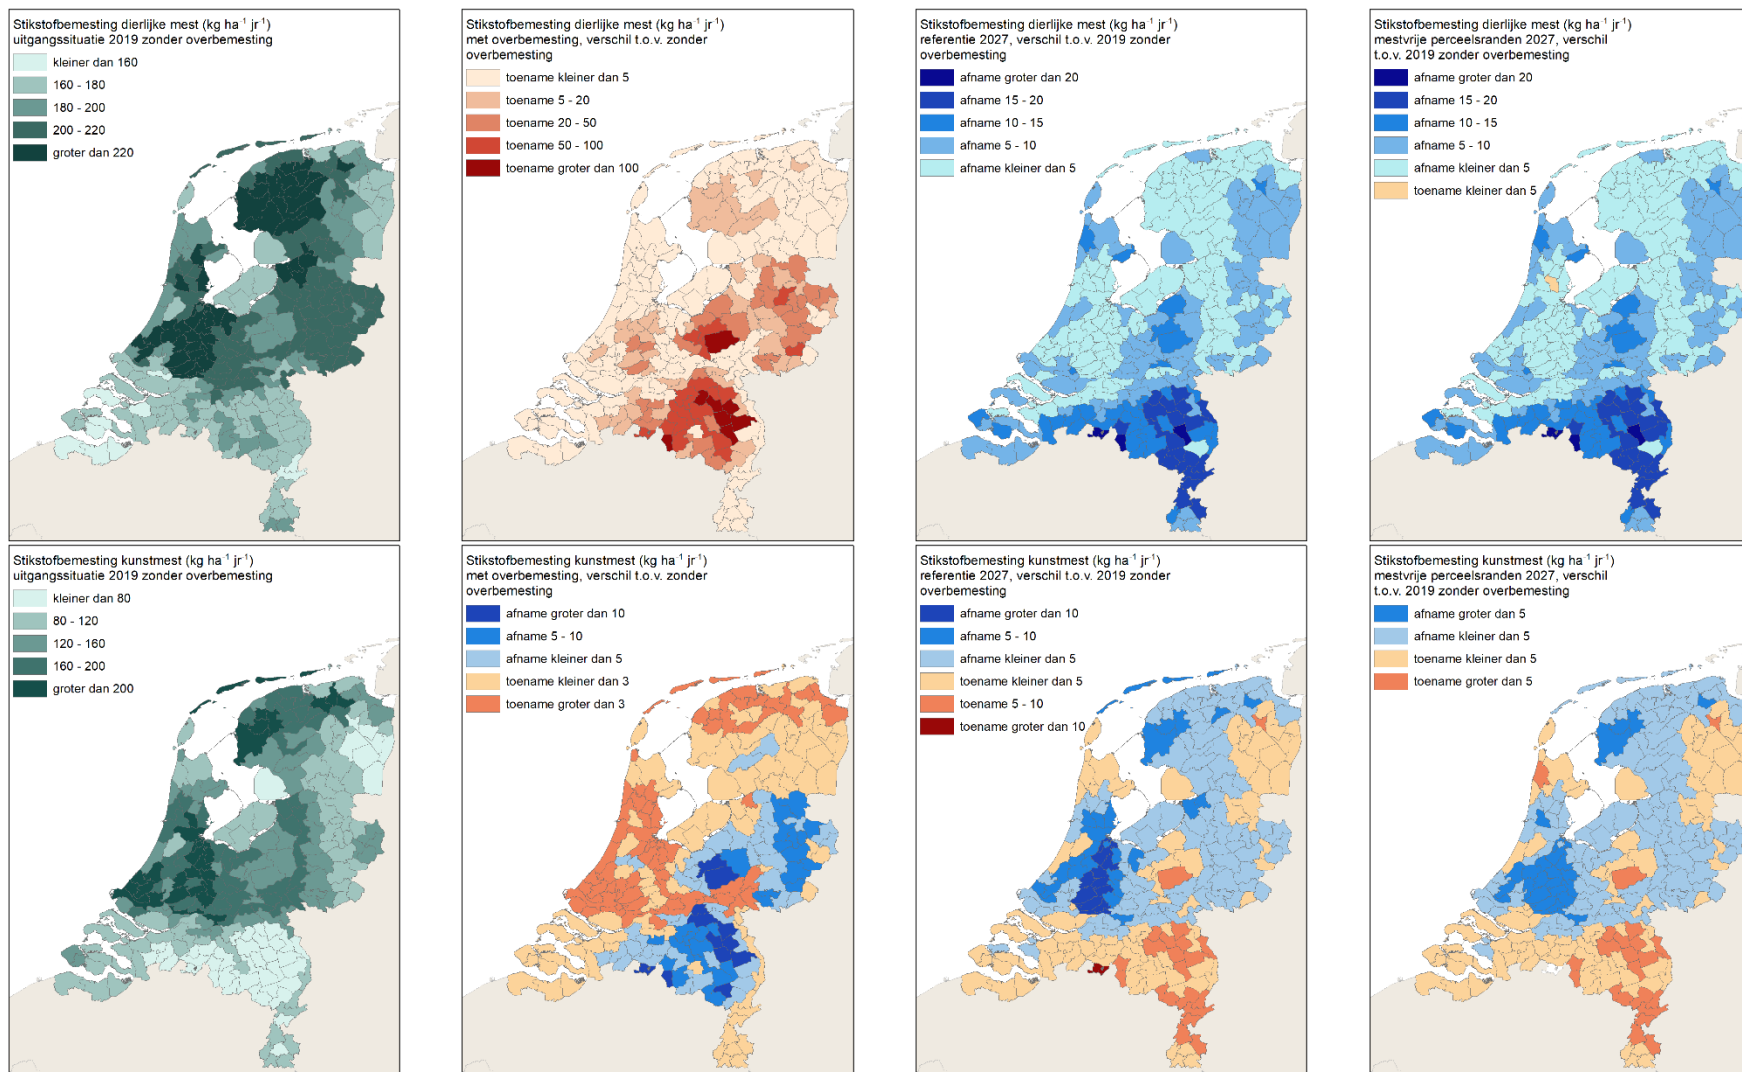 Stikstofbemesting dierlijke mest (kg ha⁻¹ jr⁻¹)
uitgangssituatie 2019 zonder overbemesting
kleiner dan 160
160 - 180
180 - 200
200 - 220
groter dan 220
Stikstofbemesting dierlijke mest (kg ha⁻¹ jr⁻¹)
met overbemesting, verschil t.o.v. zonder
overbemesting
toename kleiner dan 5
toename 5 - 20
toename 20 - 50
toename 50 - 100
toename groter dan 100
Stikstofbemesting dierlijke mest (kg ha⁻¹ jr⁻¹)
referentie 2027, verschil t.o.v. 2019 zonder
overbemesting
afname groter dan 20
afname 15 - 20
afname 10 - 15
afname 5 - 10
afname kleiner dan 5
Stikstofbemesting dierlijke mest (kg ha⁻¹ jr⁻¹)
mestvrije perceelsranden 2027, verschil
t.o.v. 2019 zonder overbemesting
afname groter dan 20
afname 15 - 20
afname 10 - 15
afname 5 - 10
afname kleiner dan 5
toename kleiner dan 5
Stikstofbemesting kunstmest (kg ha⁻¹ jr⁻¹)
uitgangssituatie 2019 zonder overbemesting
kleiner dan 80
80 - 120
120 - 160
160 - 200
groter dan 200
Stikstofbemesting kunstmest (kg ha⁻¹ jr⁻¹)
met overbemesting, verschil t.o.v. zonder
overbemesting
afname groter dan 10
afname 5 - 10
afname kleiner dan 5
toename kleiner dan 3
toename groter dan 3
Stikstofbemesting kunstmest (kg ha⁻¹ jr⁻¹)
referentie 2027, verschil t.o.v. 2019 zonder
overbemesting
afname groter dan 10
afname 5 - 10
afname kleiner dan 5
toename kleiner dan 5
toename 5 - 10
toename groter dan 10
Stikstofbemesting kunstmest (kg ha⁻¹ jr⁻¹)
mestvrije perceelsranden 2027, verschil
t.o.v. 2019 zonder overbemesting
afname groter dan 5
afname kleiner dan 5
toename kleiner dan 5
toename groter dan 5